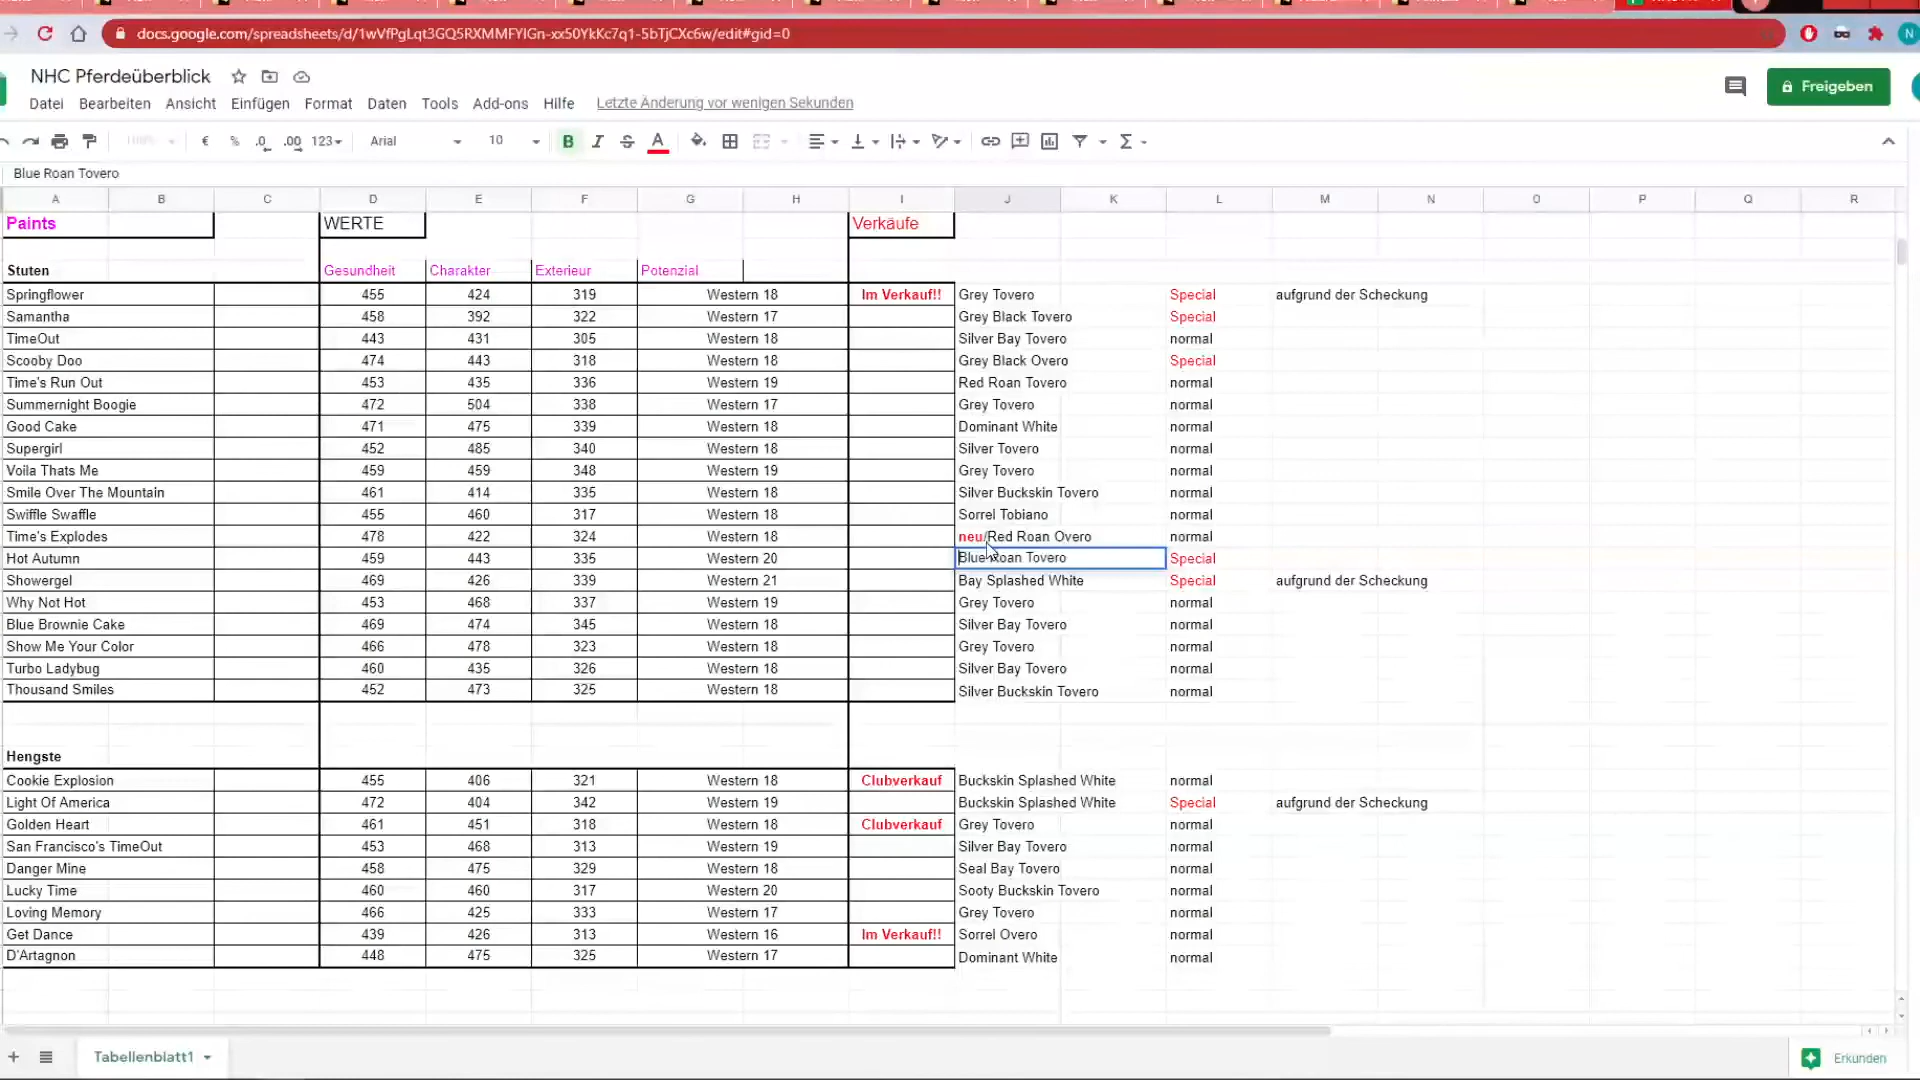 docs.google.com/spreadsheets/d/1wVfPgLqt3GQ5RXMMFYIGn-xx50YkKc7q1-5bTjCXc6w/edit#gid=0
N
NHC Pferdeüberblick
Datei Bearbeiten Ansicht Einfügen Format Daten Tools Add-ons Hilfe Letzte Änderung vor wenigen Sekunden
Freigeben
100% € % .0 .00 123 Arial 10 B I S A Σ
Blue Roan Tovero
A B C D E F G H I J K L M N O P Q R
Paints WERTE Verkäufe
Stuten Gesundheit Charakter Exterieur Potenzial
Springflower 455 424 319 Western 18 Im Verkauf!! Grey Tovero Special aufgrund der Scheckung
Samantha 458 392 322 Western 17 Grey Black Tovero Special
TimeOut 443 431 305 Western 18 Silver Bay Tovero normal
Scooby Doo 474 443 318 Western 18 Grey Black Overo Special
Time's Run Out 453 435 336 Western 19 Red Roan Tovero normal
Summernight Boogie 472 504 338 Western 17 Grey Tovero normal
Good Cake 471 475 339 Western 18 Dominant White normal
Supergirl 452 485 340 Western 18 Silver Tovero normal
Voila Thats Me 459 459 348 Western 19 Grey Tovero normal
Smile Over The Mountain 461 414 335 Western 18 Silver Buckskin Tovero normal
Swiffle Swaffle 455 460 317 Western 18 Sorrel Tobiano normal
Time's Explodes 478 422 324 Western 18 neu/Red Roan Overo normal
Hot Autumn 459 443 335 Western 20 Blue Roan Tovero Special
Showergel 469 426 339 Western 21 Bay Splashed White Special aufgrund der Scheckung
Why Not Hot 453 468 337 Western 19 Grey Tovero normal
Blue Brownie Cake 469 474 345 Western 18 Silver Bay Tovero normal
Show Me Your Color 466 478 323 Western 18 Grey Tovero normal
Turbo Ladybug 460 435 326 Western 18 Silver Bay Tovero normal
Thousand Smiles 452 473 325 Western 18 Silver Buckskin Tovero normal
Hengste
Cookie Explosion 455 406 321 Western 18 Clubverkauf Buckskin Splashed White normal
Light Of America 472 404 342 Western 19 Buckskin Splashed White Special aufgrund der Scheckung
Golden Heart 461 451 318 Western 18 Clubverkauf Grey Tovero normal
San Francisco's TimeOut 453 468 313 Western 19 Silver Bay Tovero normal
Danger Mine 458 475 329 Western 18 Seal Bay Tovero normal
Lucky Time 460 460 317 Western 20 Sooty Buckskin Tovero normal
Loving Memory 466 425 333 Western 17 Grey Tovero normal
Get Dance 439 426 313 Western 16 Im Verkauf!! Sorrel Overo normal
D'Artagnon 448 475 325 Western 17 Dominant White normal
Tabellenblatt1
Erkunden